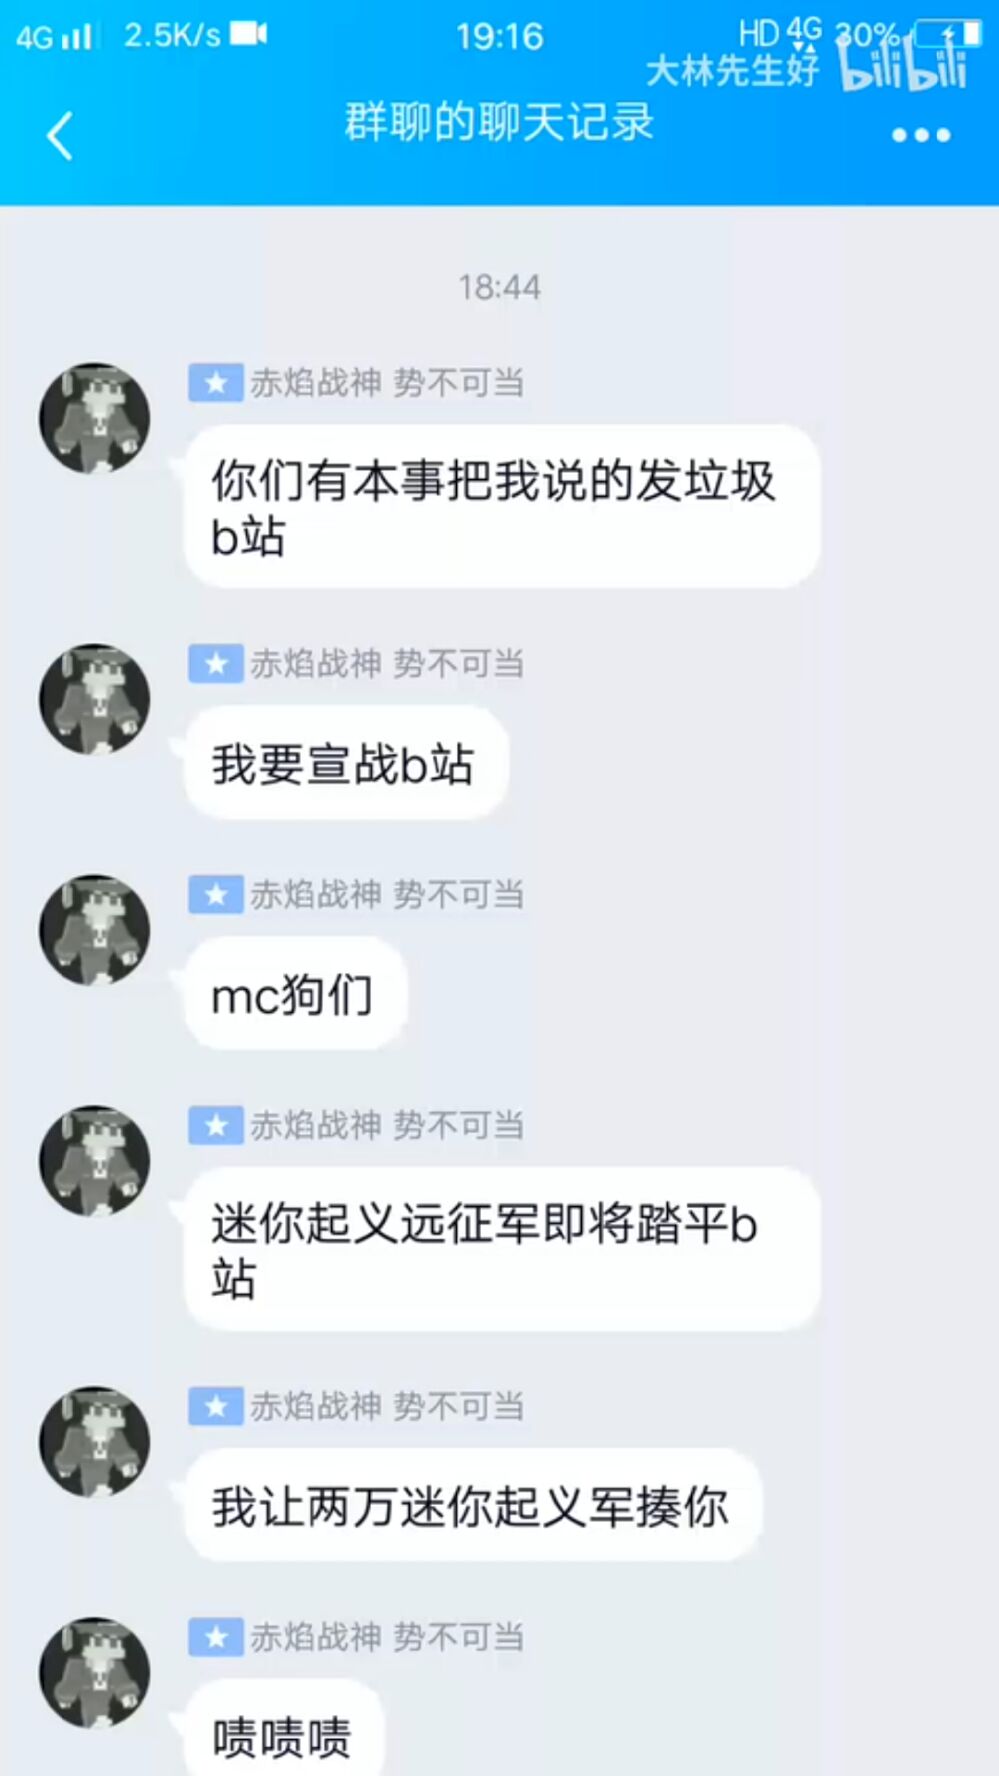 4G 2.5K/s 19:16 HD 4G 30%
大林先生好 bilibili
群聊的聊天记录
18:44
赤焰战神 势不可当
你们有本事把我说的发垃圾
b站
赤焰战神 势不可当
我要宣战b站
赤焰战神 势不可当
mc狗们
赤焰战神 势不可当
迷你起义远征军即将踏平b
站
赤焰战神 势不可当
我让两万迷你起义军揍你
赤焰战神 势不可当
啧啧啧